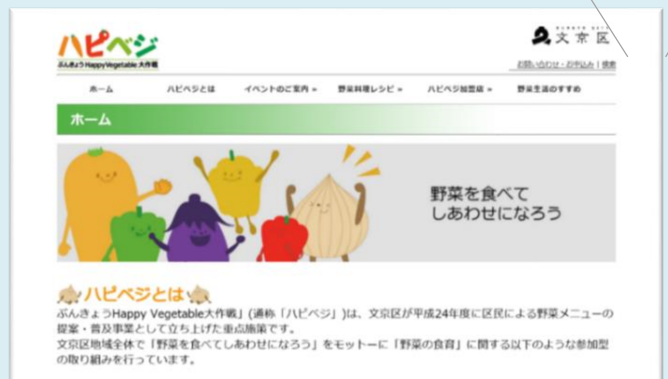 ハピベジ
ぶんきょうHappyVegetable大作戦
文京区
お問い合わせ・お申込み | 検索
ホーム
ハピベジとは
イベントのご案内 »
野菜料理レシピ »
ハピベジ加盟店 »
野菜生活のすすめ
ホーム
野菜を食べて
しあわせになろう
ハピベジとは
ぶんきょうHappy Vegetable大作戦」(通称「ハピベジ」)は、文京区が平成24年度に区民による野菜メニューの
提案・普及事業として立ち上げた重点施策です。
文京区地域全体で「野菜を食べてしあわせになろう」をモットーに「野菜の食育」に関する以下のような参加型
の取り組みを行っています。